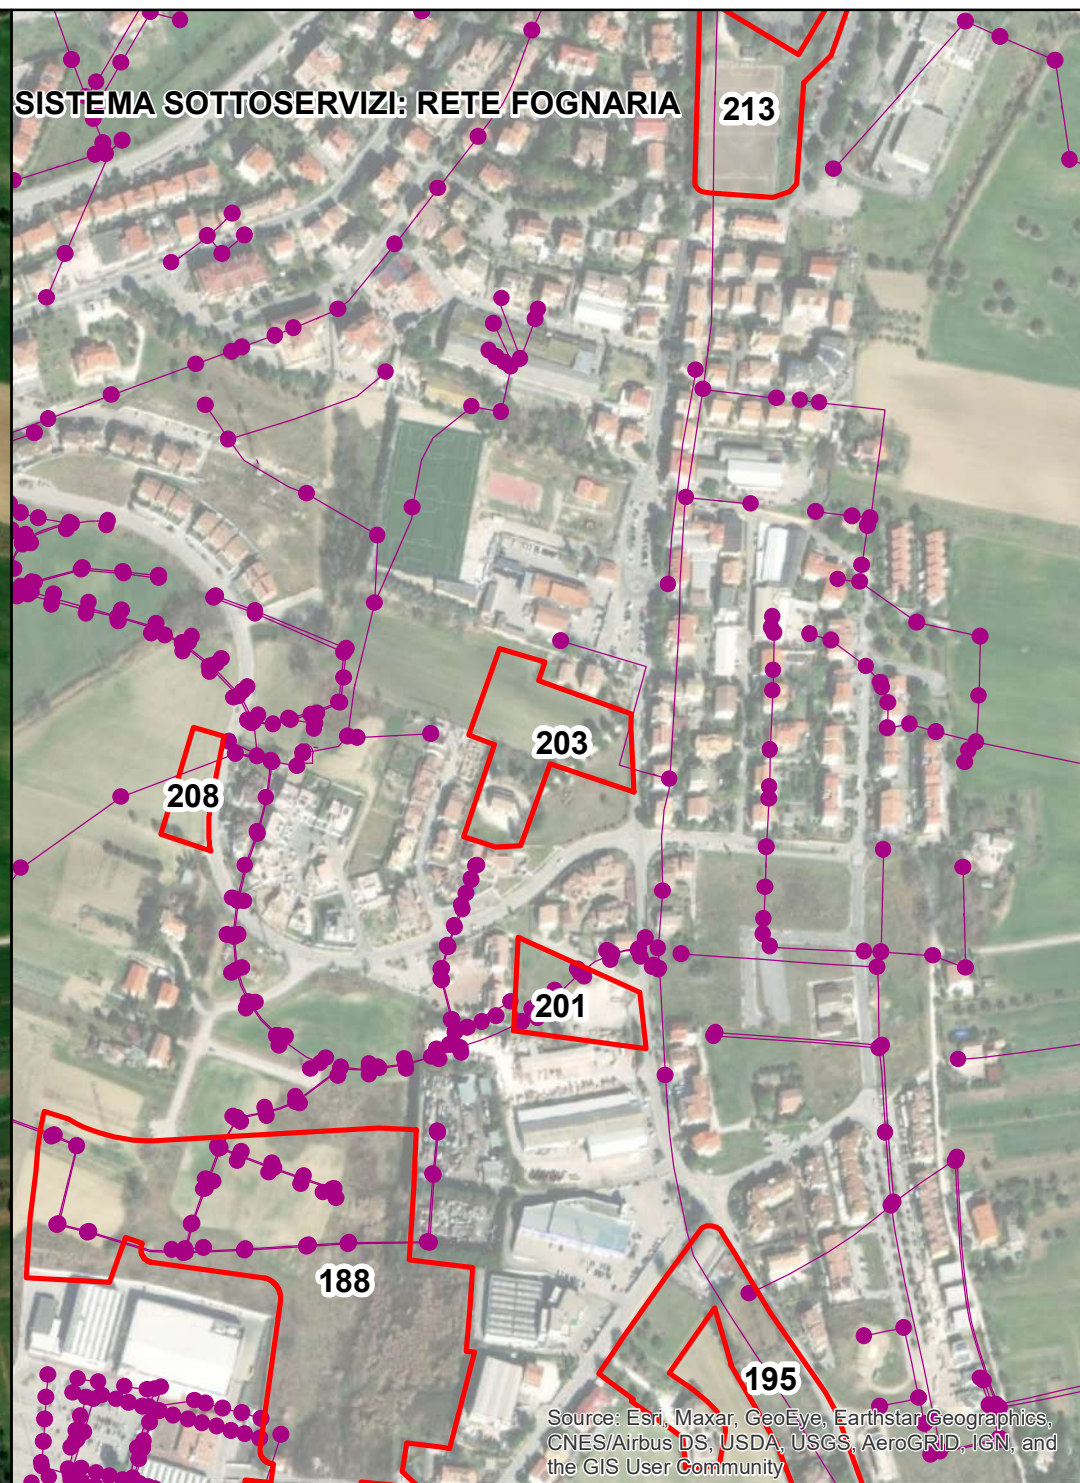 SISTEMA SOTTOSERVIZI: RETE FOGNARIA
213
203
208
201
188
195
Source: Esri, Maxar, GeoEye, Earthstar Geographics,
CNES/Airbus DS, USDA, USGS, AeroGRID, IGN, and
the GIS User Community